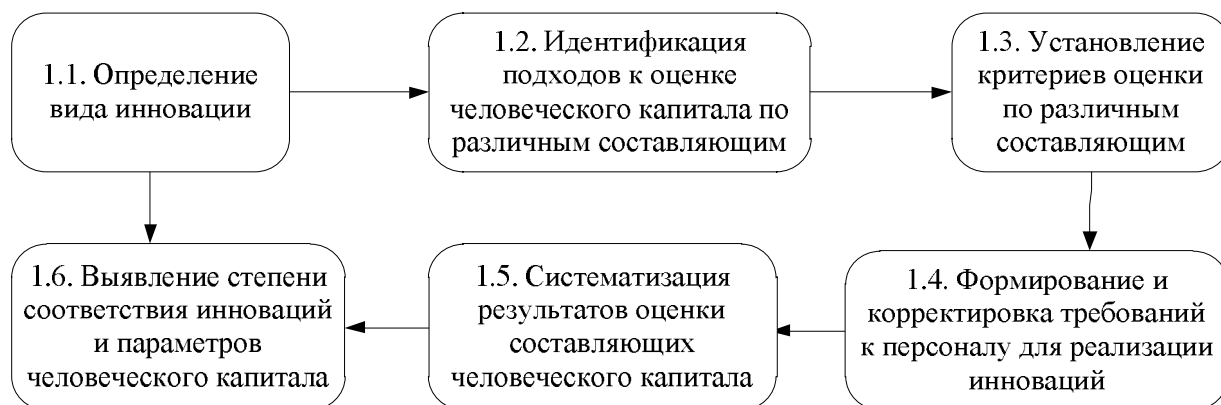 1.1. Определение
вида инновации
1.2. Идентификация
подходов к оценке
человеческого капитала по
различным составляющим
1.3. Установление
критериев оценки
по различным
составляющим
1.4. Формирование и
корректировка требований
к персоналу для реализации
инноваций
1.5. Систематизация
результатов оценки
составляющих
человеческого капитала
1.6. Выявление степени
соответствия инноваций
и параметров
человеческого капитала